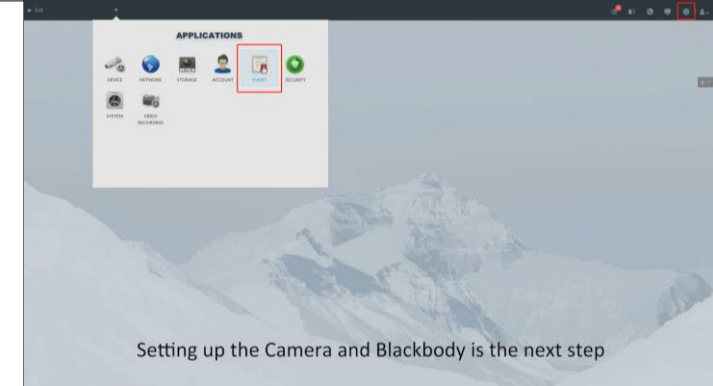 Exit
+
APPLICATIONS
DEVICE NETWORK STORAGE ACCOUNT EVENT SECURITY
SYSTEM VIDEO RECORDING
Setting up the Camera and Blackbody is the next step